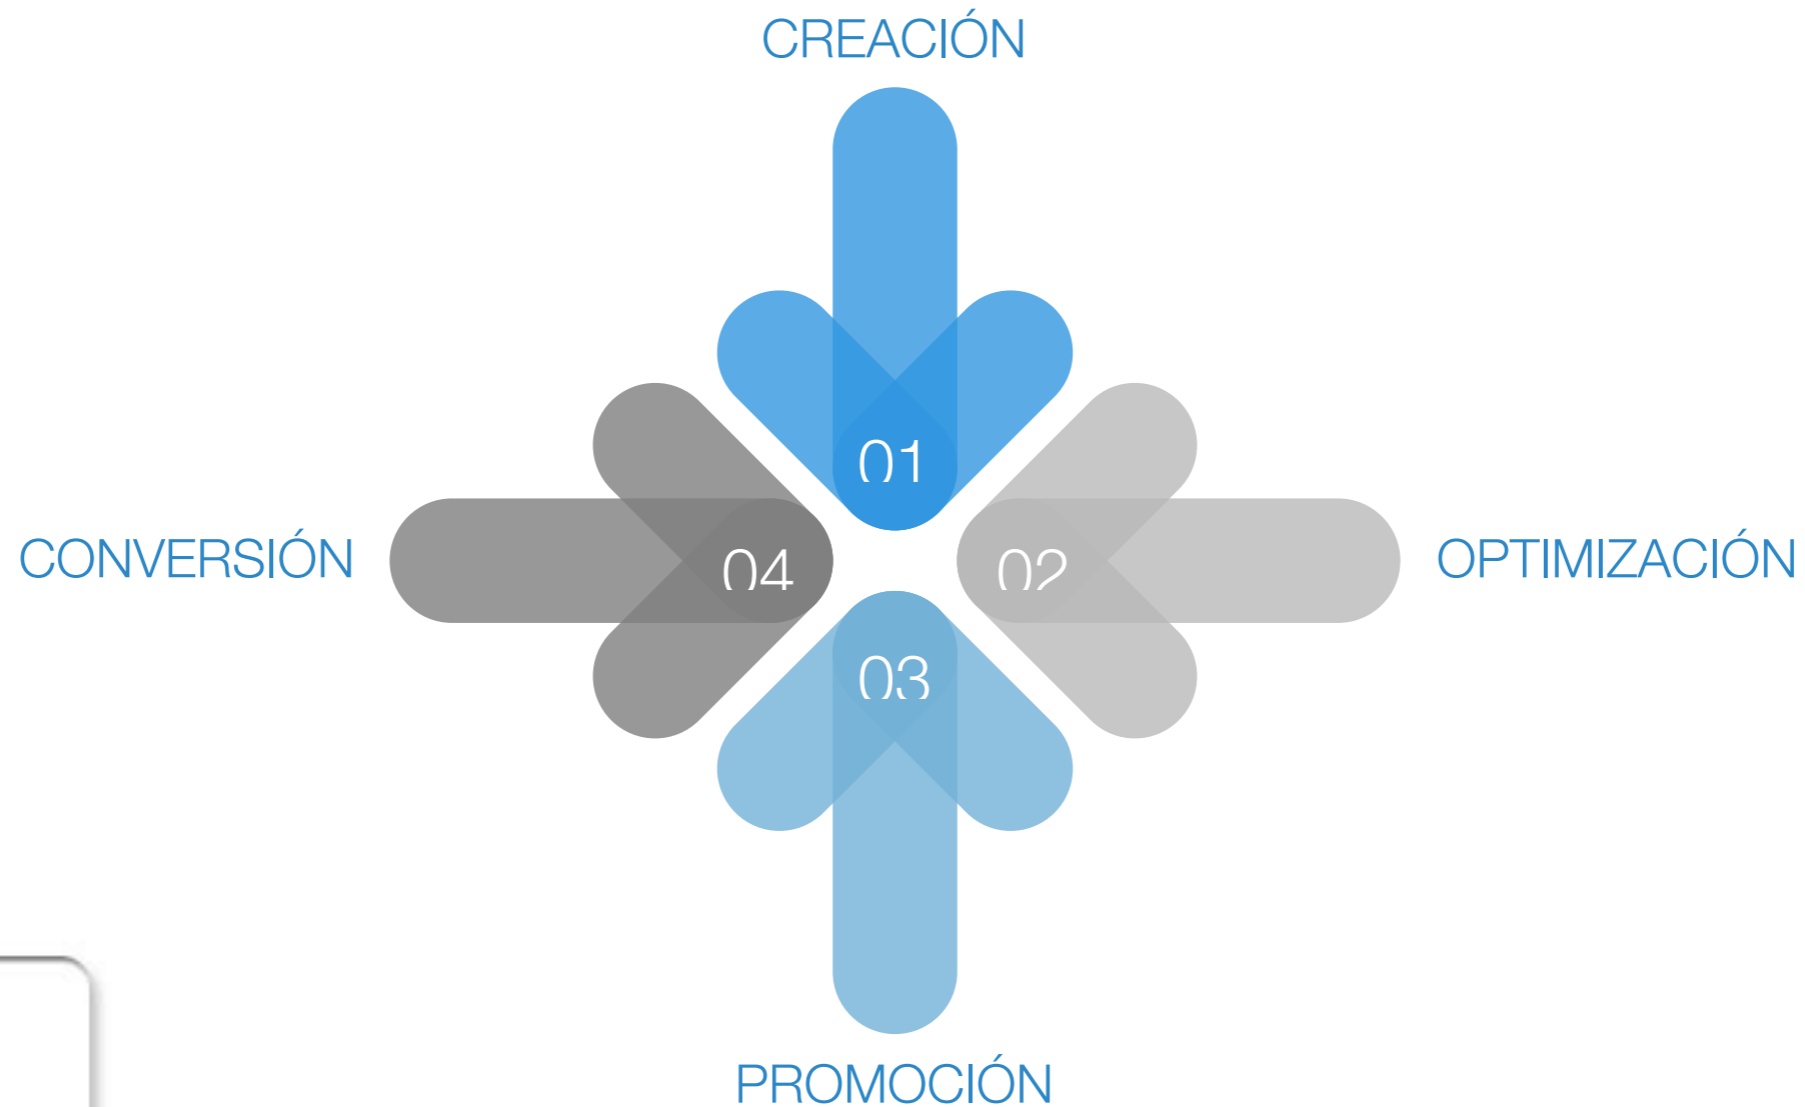 CREACIÓN
01
CONVERSIÓN
04
02
OPTIMIZACIÓN
03
PROMOCIÓN